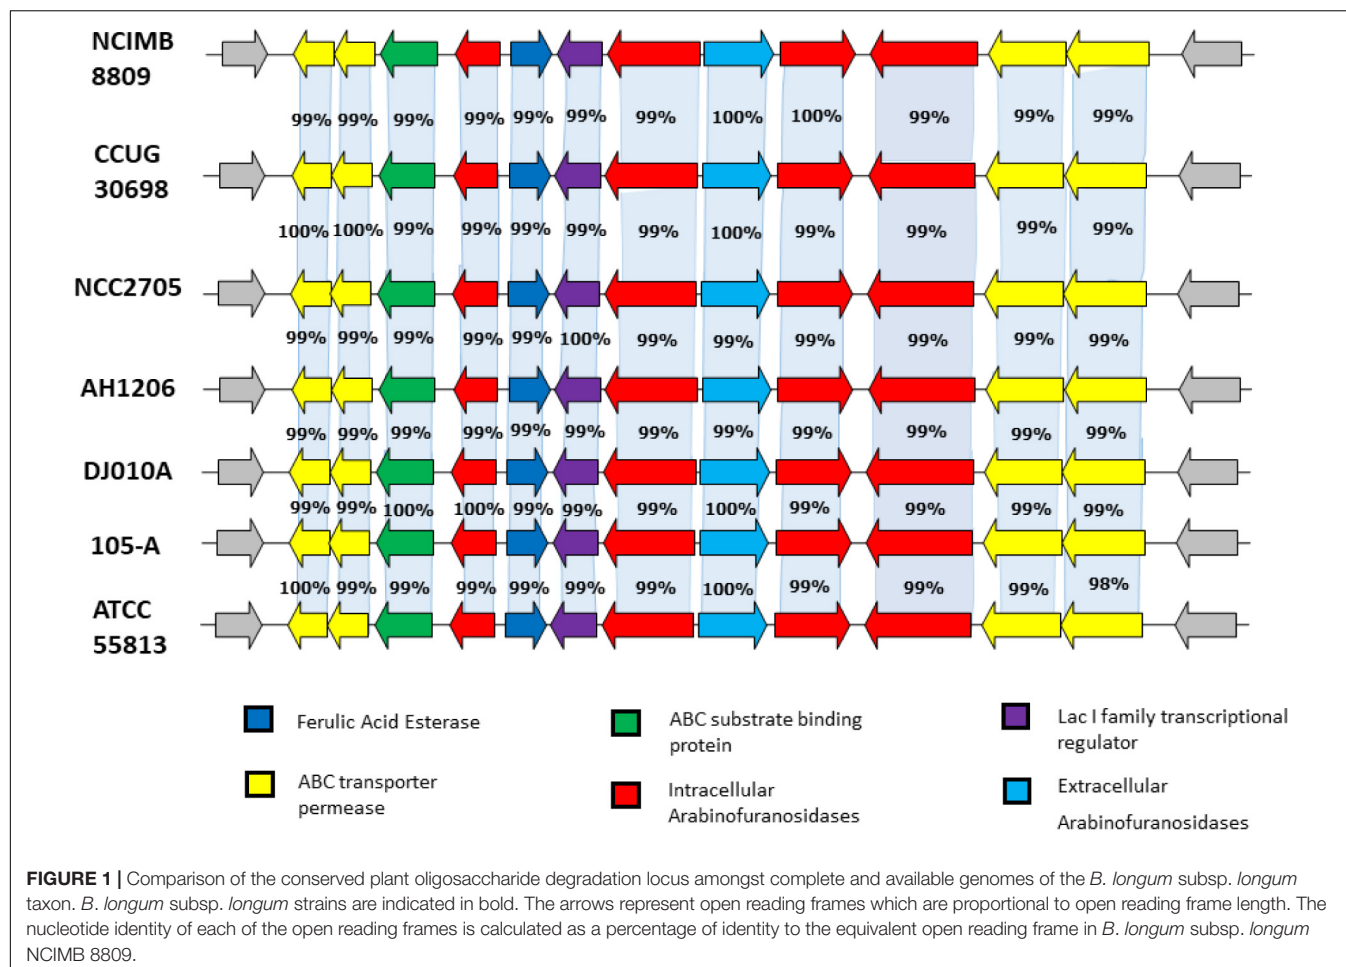 NCIMB
8809
99% 99% 99% 99% 99% 99% 99% 100% 100% 99% 99% 99%
CCUG
30698
100% 100% 99% 99% 99% 99% 99% 100% 99% 99% 99% 99%
NCC2705
99% 99% 99% 99% 99% 100% 99% 99% 99% 99% 99% 99%
AH1206
99% 99% 99% 99% 99% 99% 99% 99% 99% 99% 99% 99%
DJ010A
99% 99% 100% 100% 99% 99% 99% 100% 99% 99% 99% 99%
105-A
100% 99% 99% 99% 99% 99% 99% 100% 99% 99% 99% 98%
ATCC
55813
Ferulic Acid Esterase
ABC substrate binding
protein
Lac I family transcriptional
regulator
ABC transporter
permease
Intracellular
Arabinofuranosidases
Extracellular
Arabinofuranosidases
FIGURE 1 | Comparison of the conserved plant oligosaccharide degradation locus amongst complete and available genomes of the B. longum subsp. longum
taxon. B. longum subsp. longum strains are indicated in bold. The arrows represent open reading frames which are proportional to open reading frame length. The
nucleotide identity of each of the open reading frames is calculated as a percentage of identity to the equivalent open reading frame in B. longum subsp. longum
NCIMB 8809.